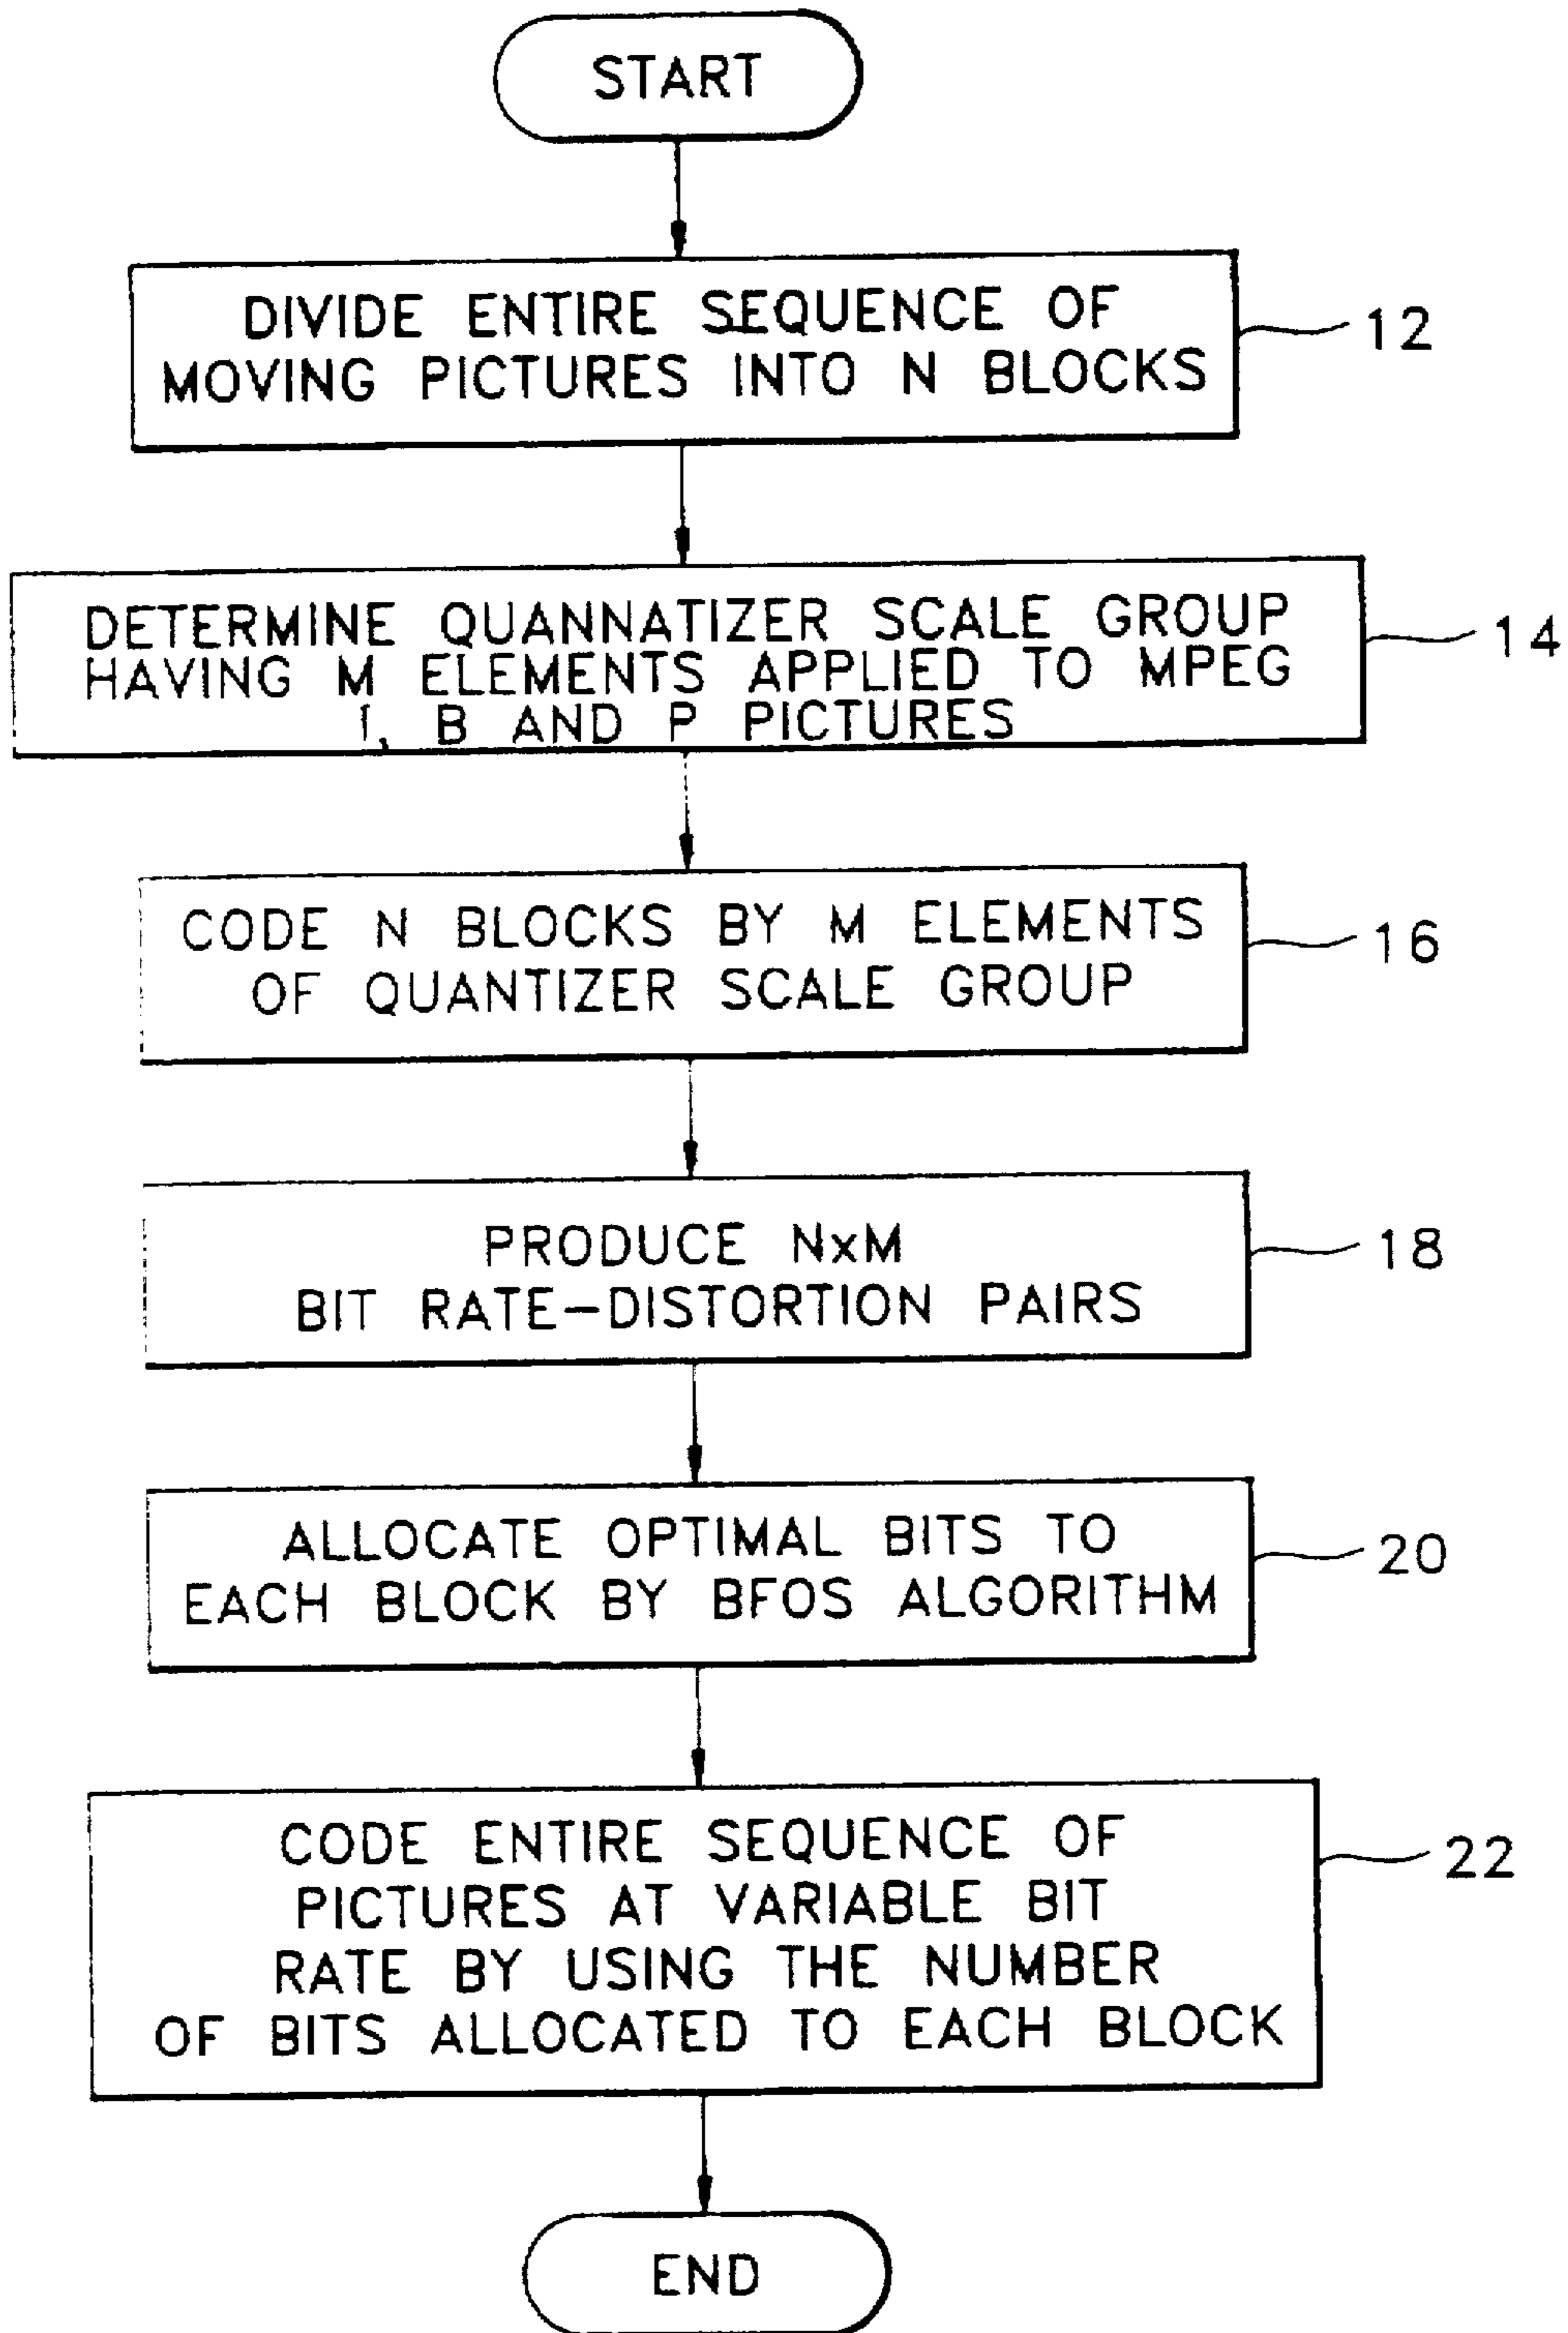 START
DIVIDE ENTIRE SEQUENCE OF
MOVING PICTURES INTO N BLOCKS
12
DETERMINE QUANNATIZER SCALE GROUP
HAVING M ELEMENTS APPLIED TO MPEG
I, B AND P PICTURES
14
CODE N BLOCKS BY M ELEMENTS
OF QUANTIZER SCALE GROUP
16
PRODUCE NxM
BIT RATE-DISTORTION PAIRS
18
ALLOCATE OPTIMAL BITS TO
EACH BLOCK BY BFOS ALGORITHM
20
CODE ENTIRE SEQUENCE OF
PICTURES AT VARIABLE BIT
RATE BY USING THE NUMBER
OF BITS ALLOCATED TO EACH BLOCK
22
END